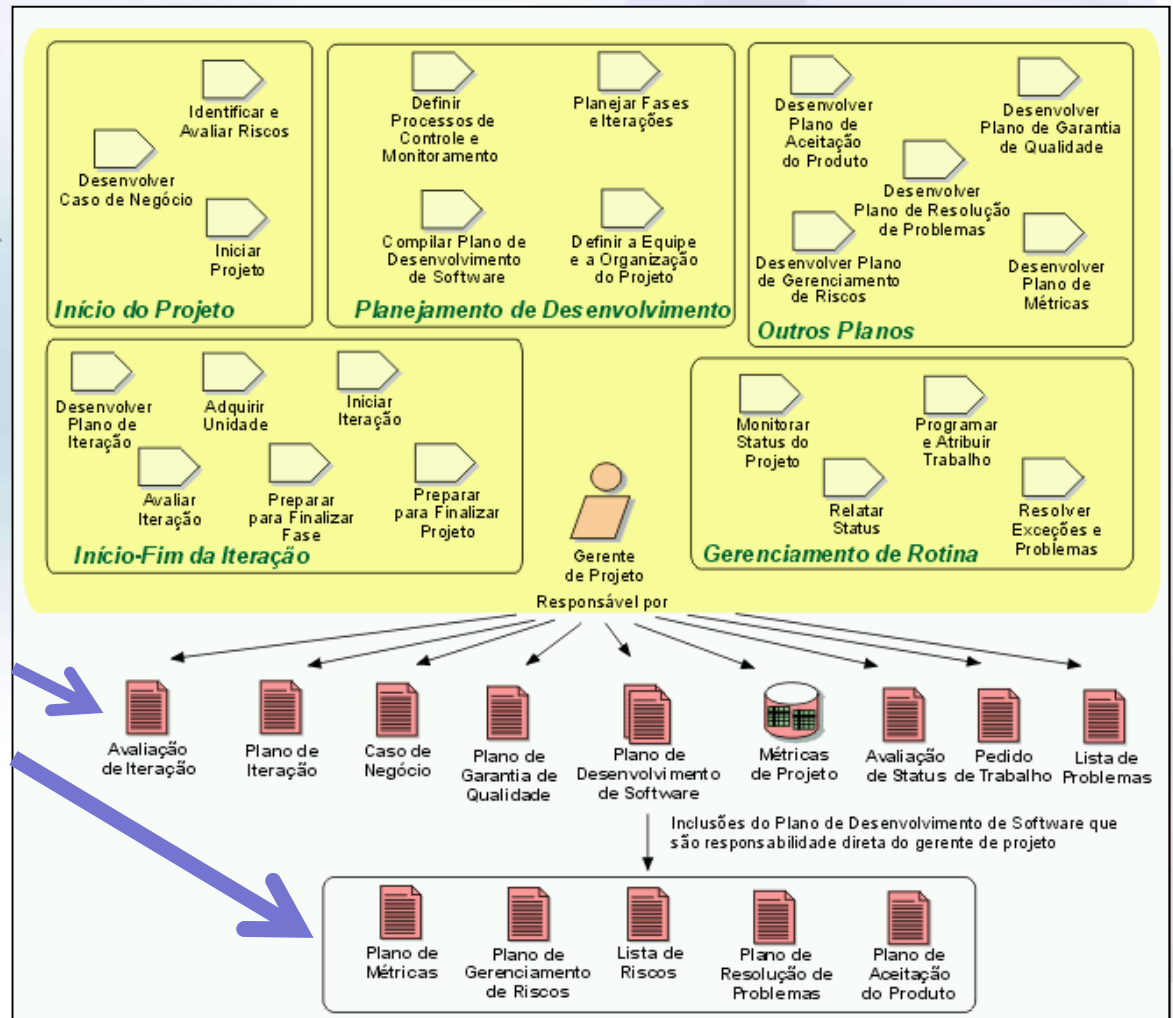 Identificar e
Avaliar Riscos
Desenvolver
Caso de Negócio
Iniciar
Projeto
Início do Projeto
Definir
Processos de
Controle e
Monitoramento
Planejar Fases
e Iterações
Compilar Plano de
Desenvolvimento
de Software
Definir a Equipe
e a Organização
do Projeto
Planejamento de Desenvolvimento
Desenvolver
Plano de
Aceitação
do Produto
Desenvolver
Plano de Garantia
de Qualidade
Desenvolver
Plano de Resolução
de Problemas
Desenvolver Plano
de Gerenciamento
de Riscos
Desenvolver
Plano de
Métricas
Outros Planos
Desenvolver
Plano de
Iteração
Adquirir
Unidade
Iniciar
Iteração
Avaliar
Iteração
Preparar
para Finalizar
Fase
Preparar
para Finalizar
Projeto
Início-Fim da Iteração
Monitorar
Status do
Projeto
Programar
e Atribuir
Trabalho
Relatar
Status
Resolver
Exceções e
Problemas
Gerenciamento de Rotina
Gerente
de Projeto
Responsável por
Avaliação
de Iteração
Plano de
Iteração
Caso de
Negócio
Plano de
Garantia de
Qualidade
Plano de
Desenvolvimento
de Software
Métricas
de Projeto
Avaliação
de Status
Pedido
de Trabalho
Lista de
Problemas
Inclusões do Plano de Desenvolvimento de Software que
são responsabilidade direta do gerente de projeto
Plano de
Métricas
Plano de
Gerenciamento
de Riscos
Lista de
Riscos
Plano de
Resolução de
Problemas
Plano de
Aceitação
do Produto